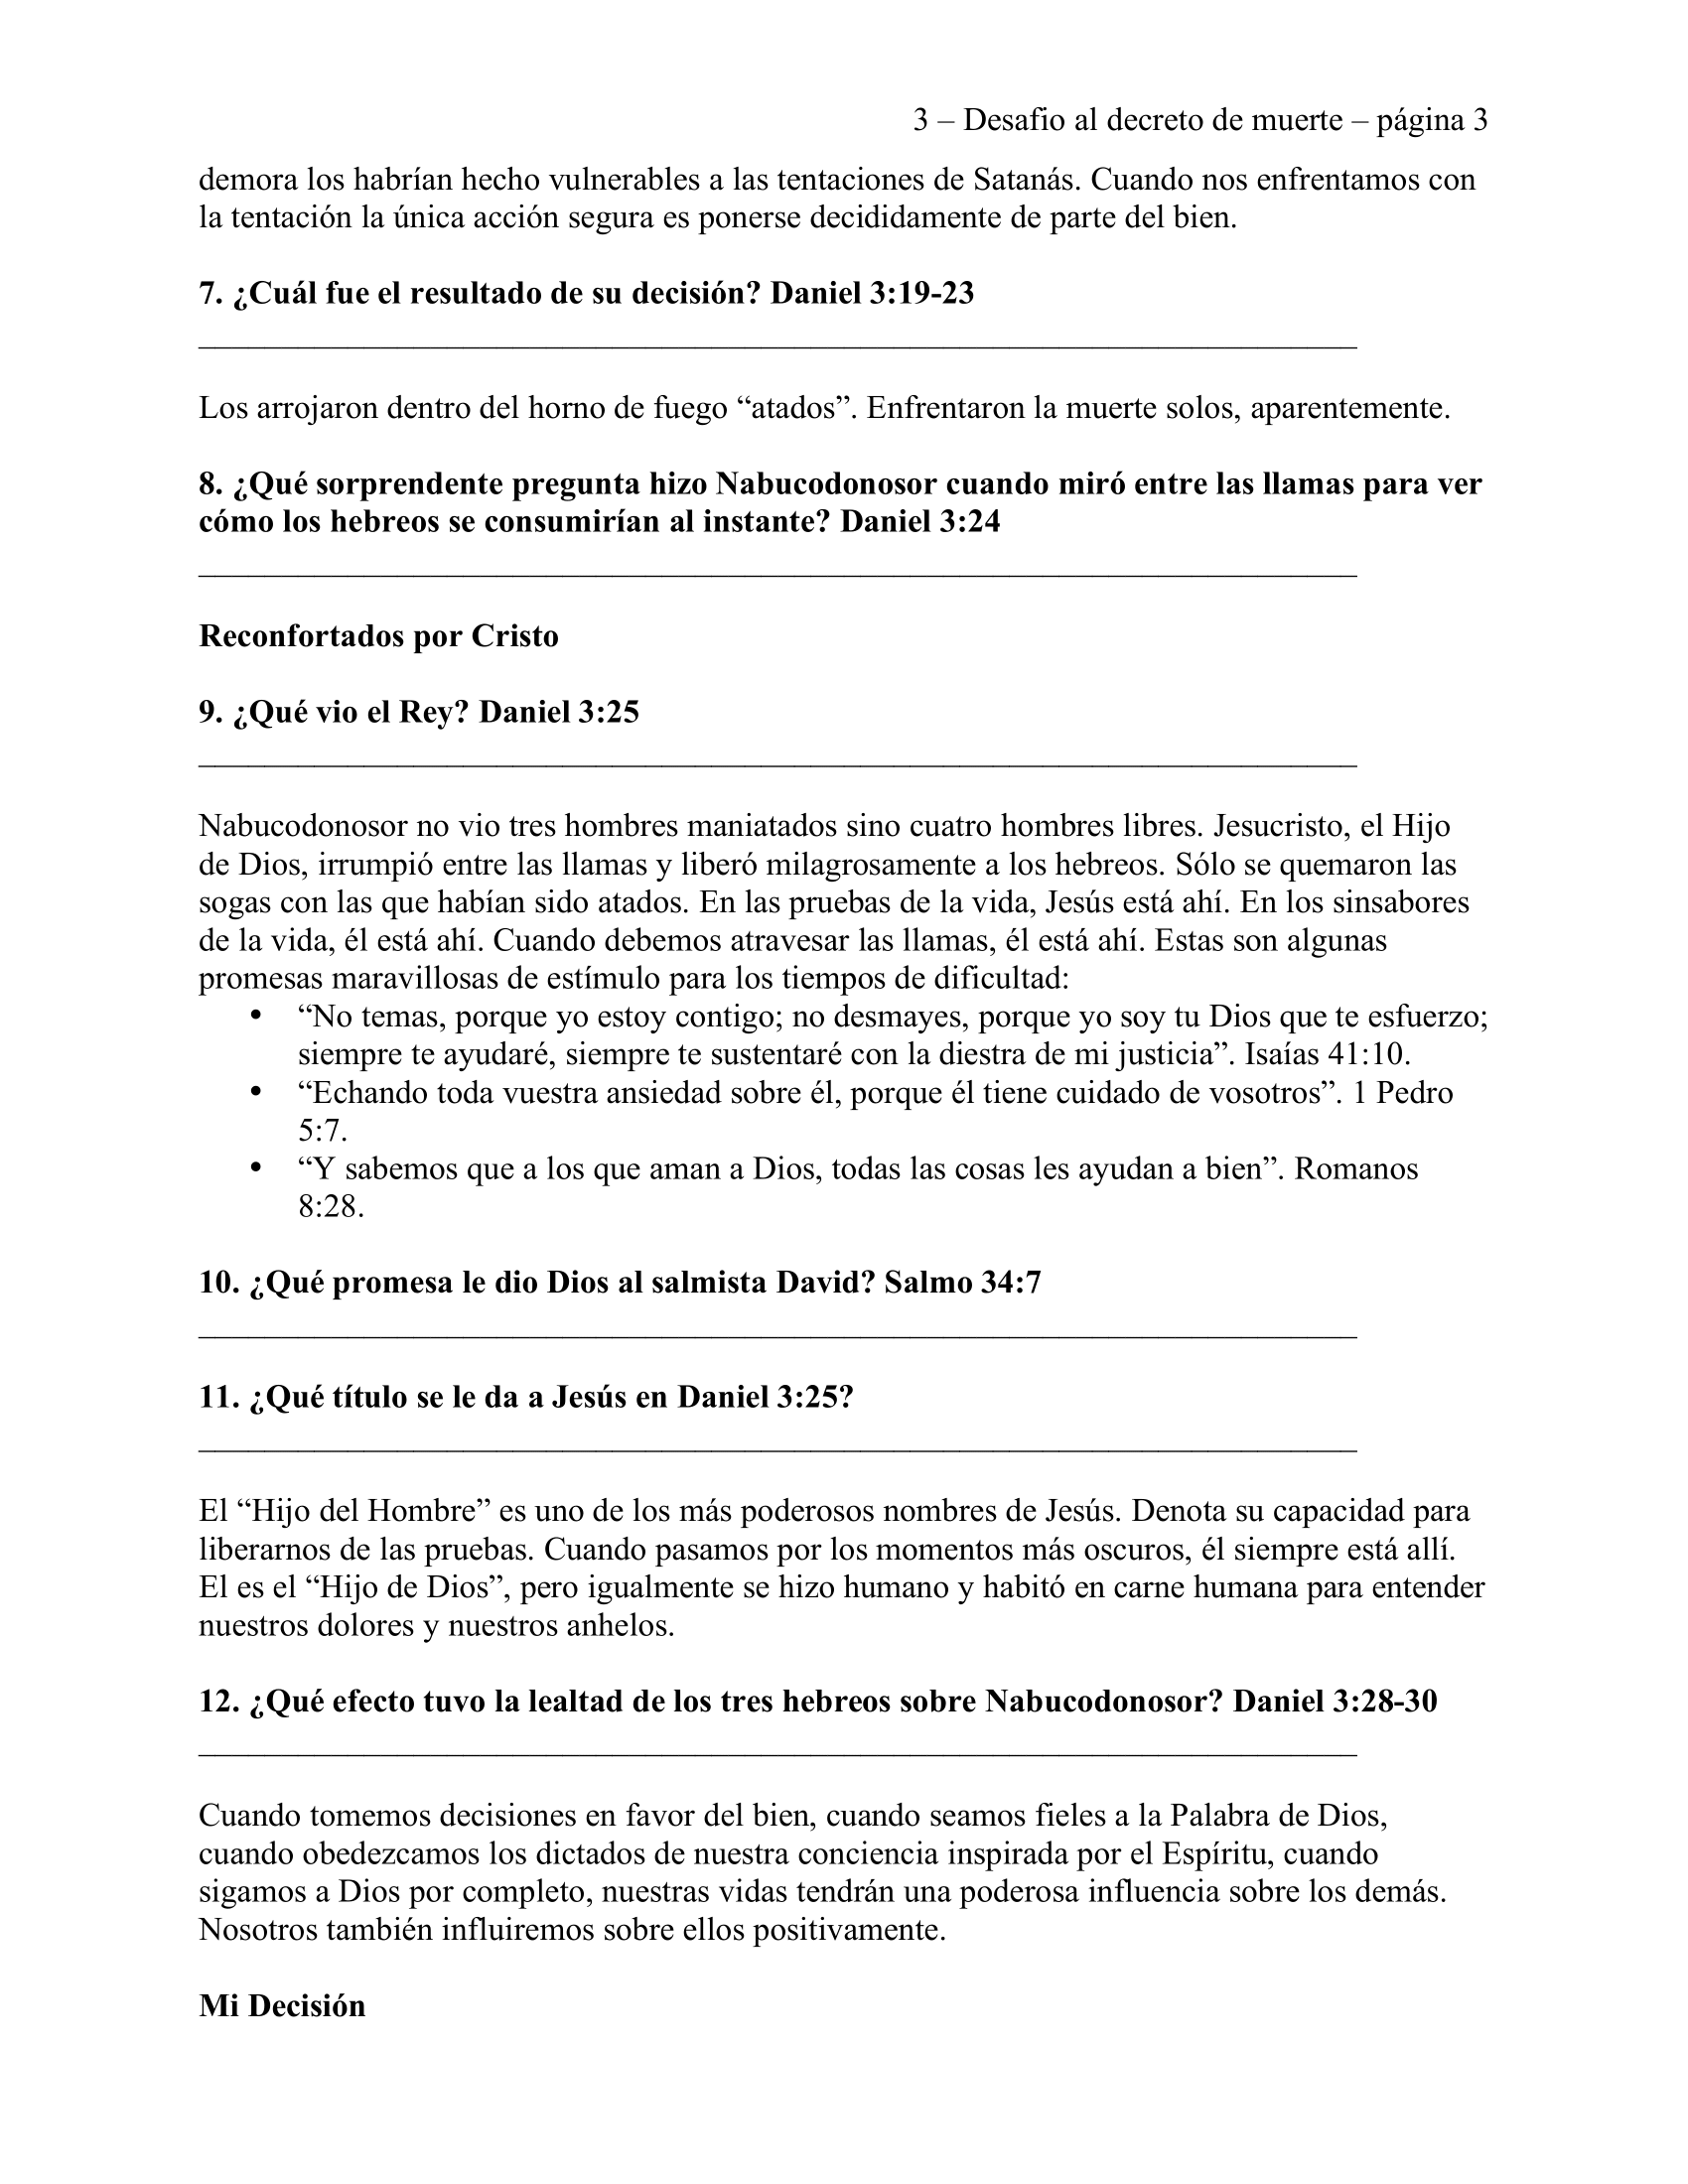 3 – Desafio al decreto de muerte – página 3
demora los habrían hecho vulnerables a las tentaciones de Satanás. Cuando nos enfrentamos con
la tentación la única acción segura es ponerse decididamente de parte del bien.
7. ¿Cuál fue el resultado de su decisión? Daniel 3:19-23
______________________________________________________________________
Los arrojaron dentro del horno de fuego “atados”. Enfrentaron la muerte solos, aparentemente.
8. ¿Qué sorprendente pregunta hizo Nabucodonosor cuando miró entre las llamas para ver
cómo los hebreos se consumirían al instante? Daniel 3:24
______________________________________________________________________
Reconfortados por Cristo
9. ¿Qué vio el Rey? Daniel 3:25
______________________________________________________________________
Nabucodonosor no vio tres hombres maniatados sino cuatro hombres libres. Jesucristo, el Hijo
de Dios, irrumpió entre las llamas y liberó milagrosamente a los hebreos. Sólo se quemaron las
sogas con las que habían sido atados. En las pruebas de la vida, Jesús está ahí. En los sinsabores
de la vida, él está ahí. Cuando debemos atravesar las llamas, él está ahí. Estas son algunas
promesas maravillosas de estímulo para los tiempos de dificultad:
• “No temas, porque yo estoy contigo; no desmayes, porque yo soy tu Dios que te esfuerzo;
siempre te ayudaré, siempre te sustentaré con la diestra de mi justicia”. Isaías 41:10.
• “Echando toda vuestra ansiedad sobre él, porque él tiene cuidado de vosotros”. 1 Pedro
5:7.
• “Y sabemos que a los que aman a Dios, todas las cosas les ayudan a bien”. Romanos
8:28.
10. ¿Qué promesa le dio Dios al salmista David? Salmo 34:7
______________________________________________________________________
11. ¿Qué título se le da a Jesús en Daniel 3:25?
______________________________________________________________________
El “Hijo del Hombre” es uno de los más poderosos nombres de Jesús. Denota su capacidad para
liberarnos de las pruebas. Cuando pasamos por los momentos más oscuros, él siempre está allí.
El es el “Hijo de Dios”, pero igualmente se hizo humano y habitó en carne humana para entender
nuestros dolores y nuestros anhelos.
12. ¿Qué efecto tuvo la lealtad de los tres hebreos sobre Nabucodonosor? Daniel 3:28-30
______________________________________________________________________
Cuando tomemos decisiones en favor del bien, cuando seamos fieles a la Palabra de Dios,
cuando obedezcamos los dictados de nuestra conciencia inspirada por el Espíritu, cuando
sigamos a Dios por completo, nuestras vidas tendrán una poderosa influencia sobre los demás.
Nosotros también influiremos sobre ellos positivamente.
Mi Decisión